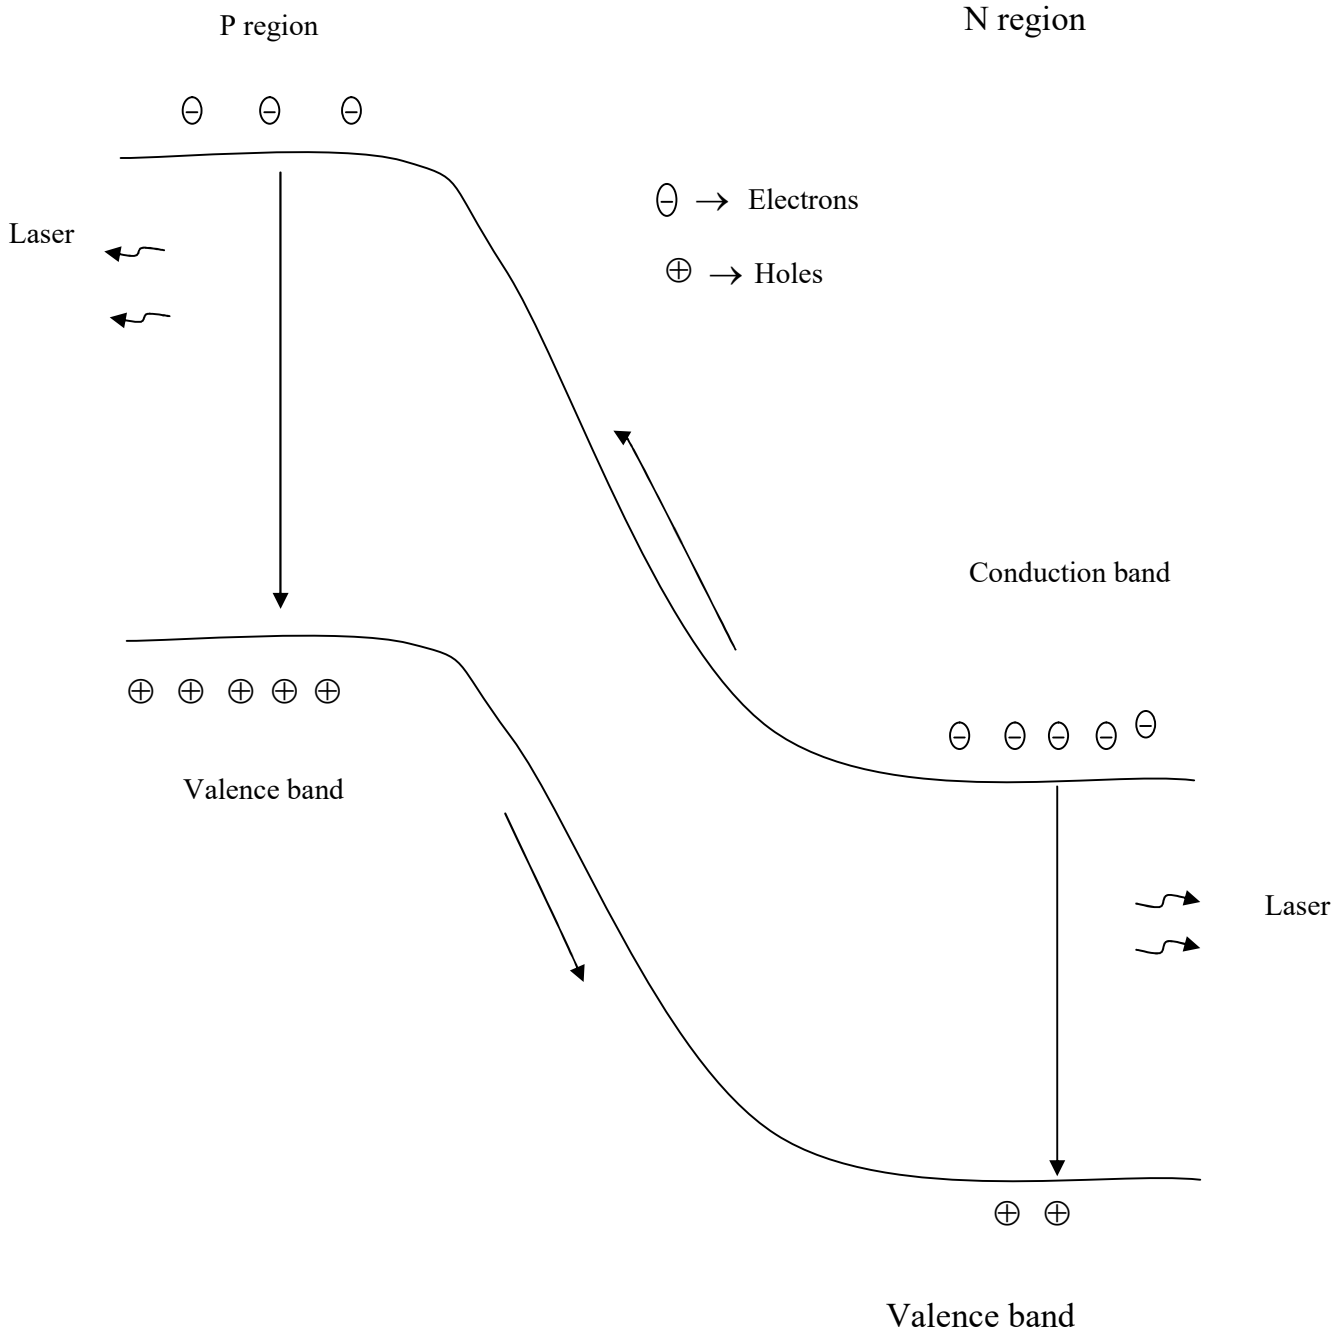 P region
N region
⊖ → Electrons
Laser
⊕ → Holes
Conduction band
Valence band
Laser
Valence band